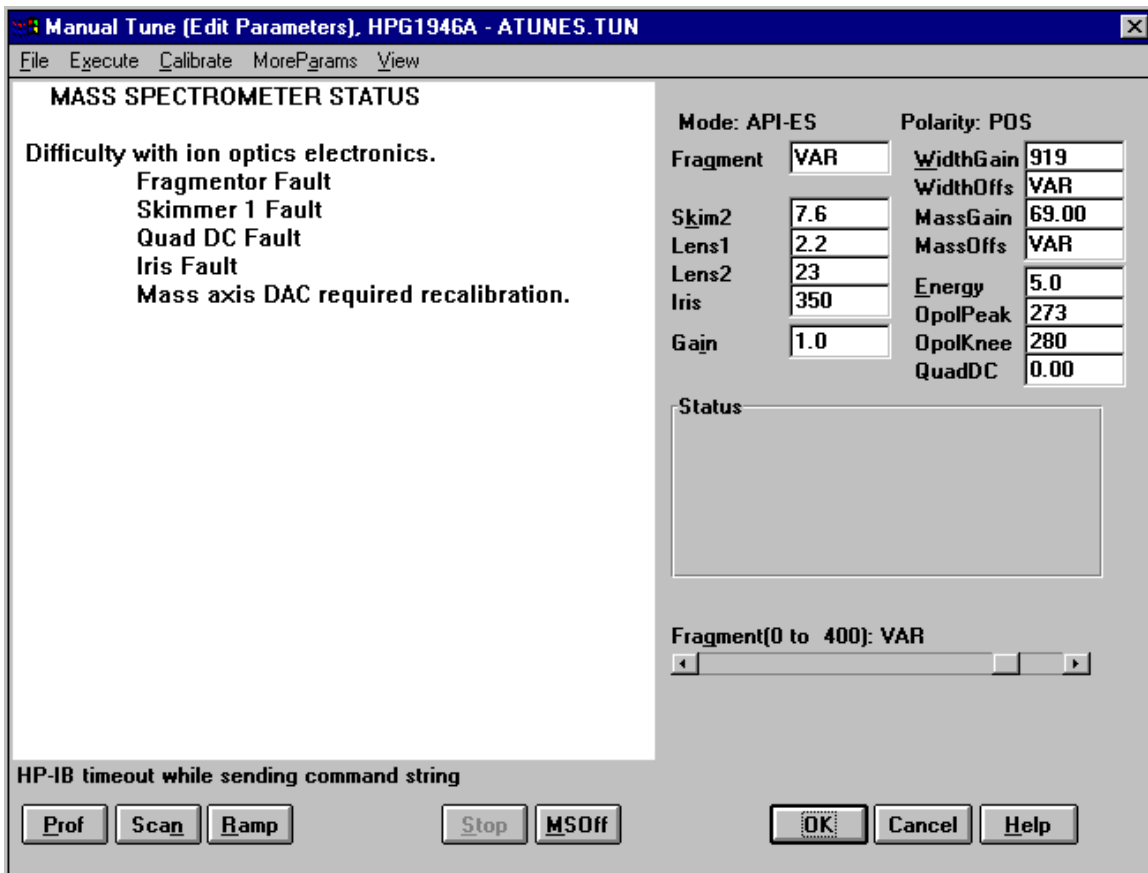 Manual Tune (Edit Parameters), HPG1946A - ATUNES.TUN
File Execute Calibrate MoreParams View
MASS SPECTROMETER STATUS
Difficulty with ion optics electronics.
Fragmentor Fault
Skimmer 1 Fault
Quad DC Fault
Iris Fault
Mass axis DAC required recalibration.
HP-IB timeout while sending command string
Mode: API-ES Polarity: POS
Fragment VAR
Skim2 7.6
Lens1 2.2
Lens2 23
Iris 350
Gain 1.0
WidthGain 919
WidthOffs VAR
MassGain 69.00
MassOffs VAR
Energy 5.0
OpolPeak 273
OpolKnee 280
QuadDC 0.00
Status
Fragment(0 to 400): VAR
Prof Scan Ramp Stop MSOff OK Cancel Help